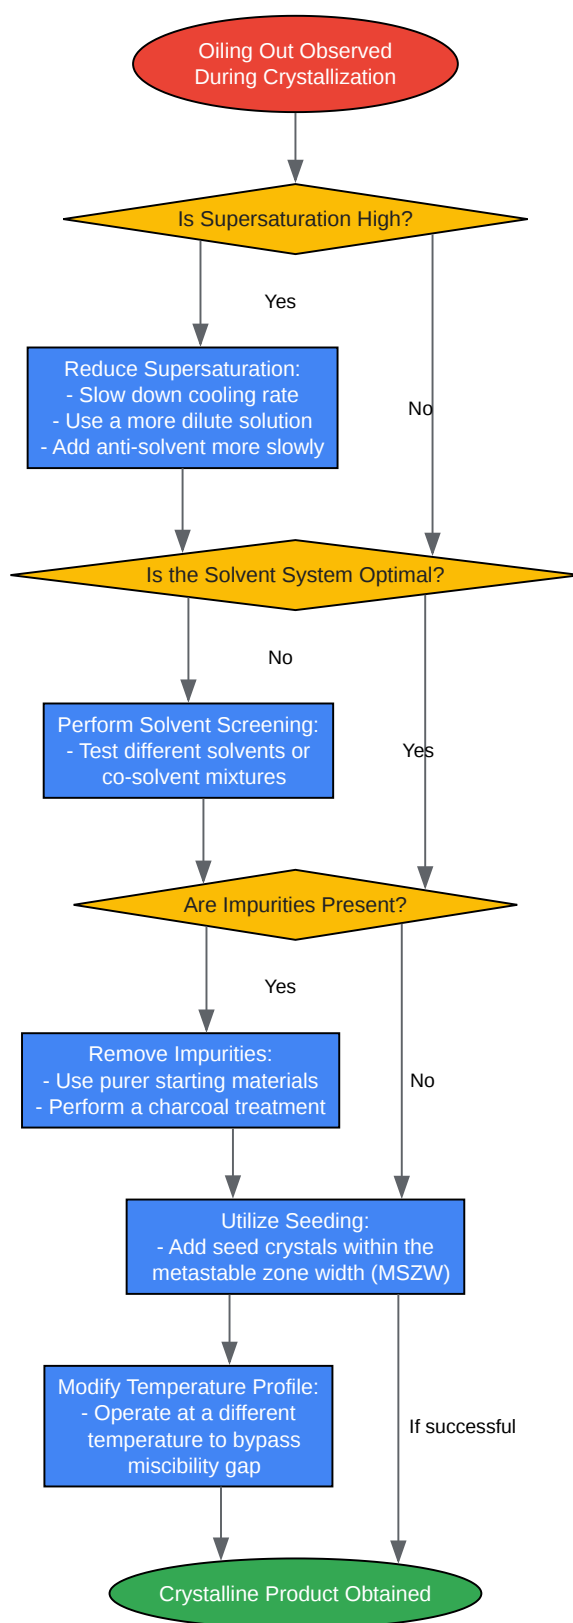 Oiling Out Observed
During Crystallization
Is Supersaturation High?
Yes
Reduce Supersaturation:
- Slow down cooling rate
- Use a more dilute solution
- Add anti-solvent more slowly
No
Is the Solvent System Optimal?
No
Perform Solvent Screening:
- Test different solvents or
co-solvent mixtures
Yes
Are Impurities Present?
Yes
Remove Impurities:
- Use purer starting materials
- Perform a charcoal treatment
No
Utilize Seeding:
- Add seed crystals within the
metastable zone width (MSZW)
Modify Temperature Profile:
- Operate at a different
temperature to bypass
miscibility gap
If successful
Crystalline Product Obtained